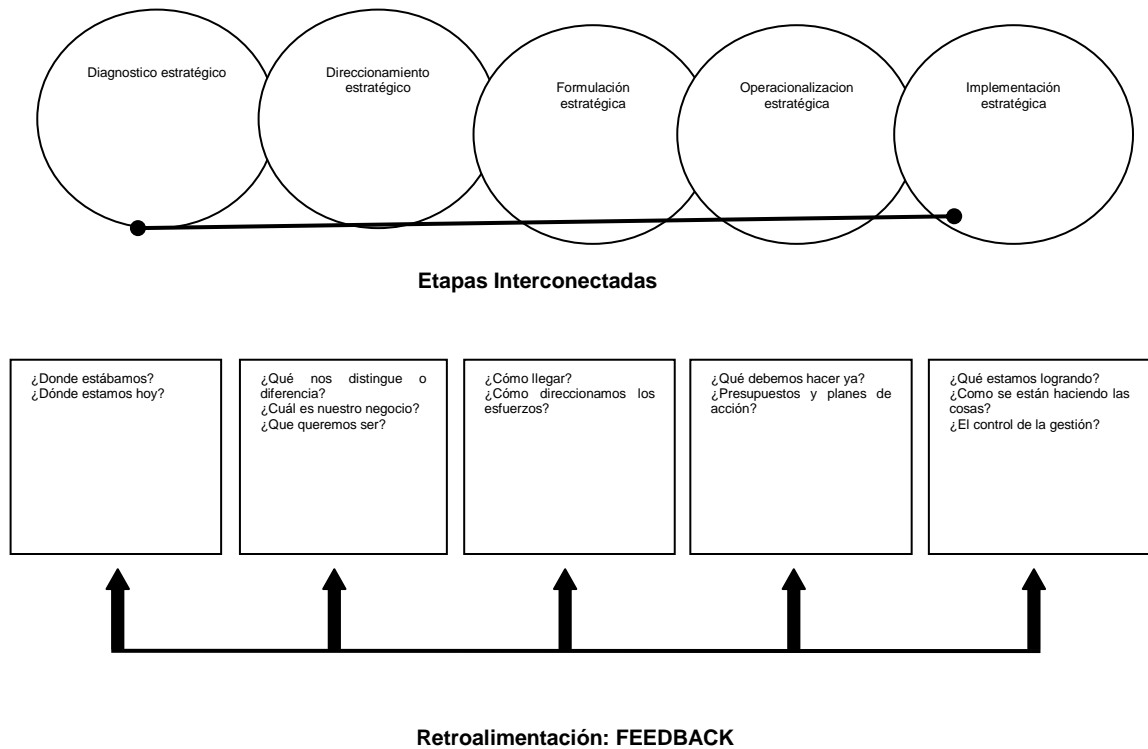 Diagnostico estratégico
Direccionamiento
estratégico
Formulación
estratégica
Operacionalizacion
estratégica
Implementación
estratégica
Etapas Interconectadas
¿Donde estábamos?
¿Dónde estamos hoy?
¿Qué nos distingue o
diferencia?
¿Cuál es nuestro negocio?
¿Que queremos ser?
¿Cómo llegar?
¿Cómo direccionamos los
esfuerzos?
¿Qué debemos hacer ya?
¿Presupuestos y planes de
acción?
¿Qué estamos logrando?
¿Como se están haciendo las
cosas?
¿El control de la gestión?
Retroalimentación: FEEDBACK